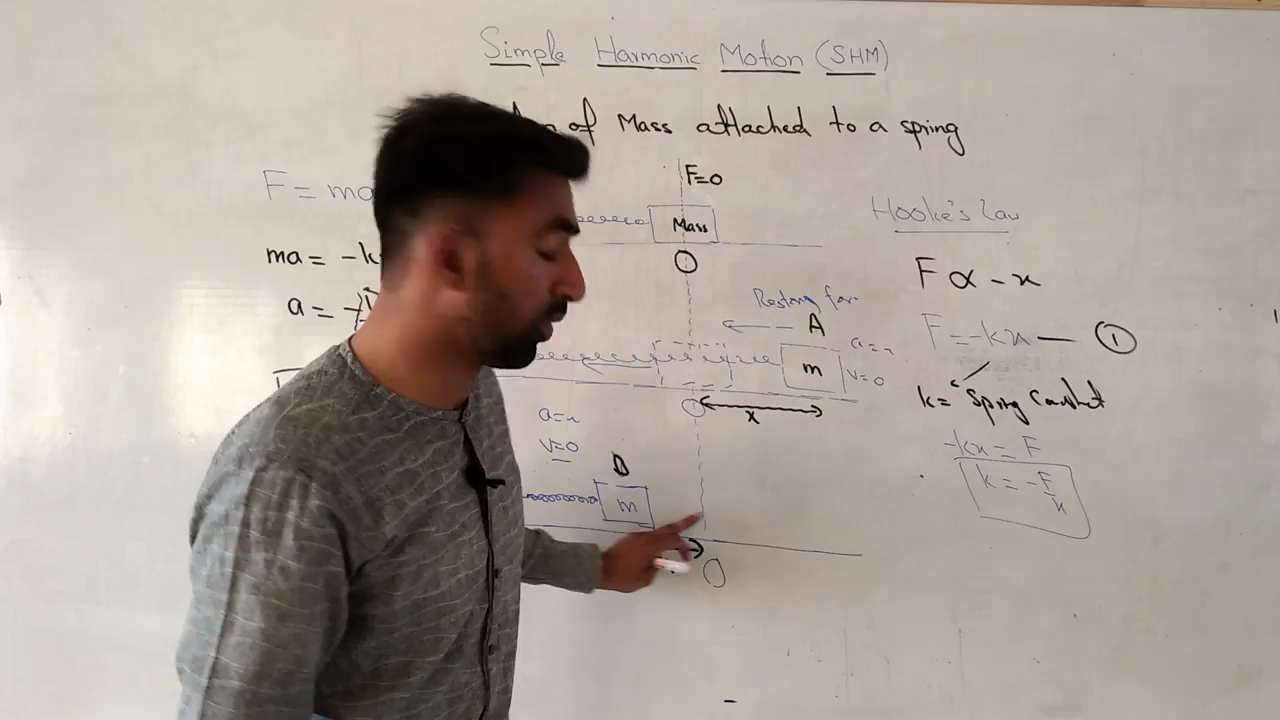 Simple Harmonic Motion (SHM)
of Mass attached to a spring
F=0
F = ma
Mass
O
ma = -k
a = -
Hooke's Law
F ∝ -x
F = -kx — ①
k = Spring Constant
-kx = F
k = -F/x
Restoring for
A
m
a=x
V=0
O
x
a=x
V=0
D
m
O